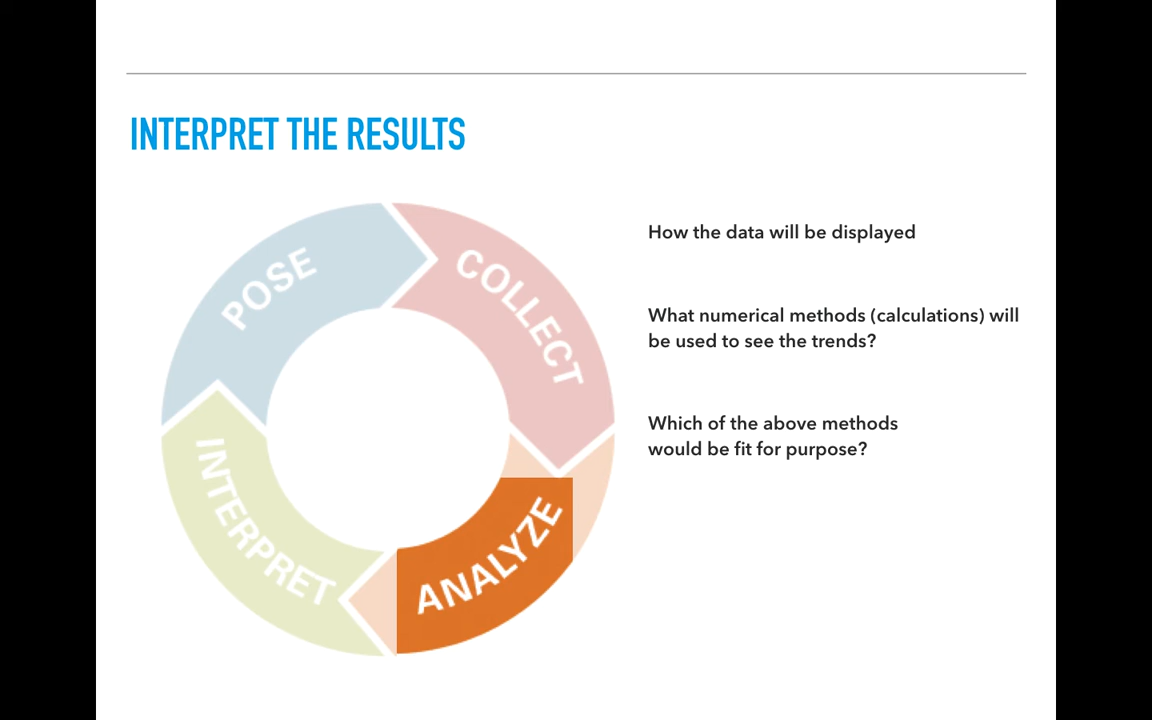 INTERPRET THE RESULTS
POSE
COLLECT
ANALYZE
INTERPRET
How the data will be displayed
What numerical methods (calculations) will
be used to see the trends?
Which of the above methods
would be fit for purpose?